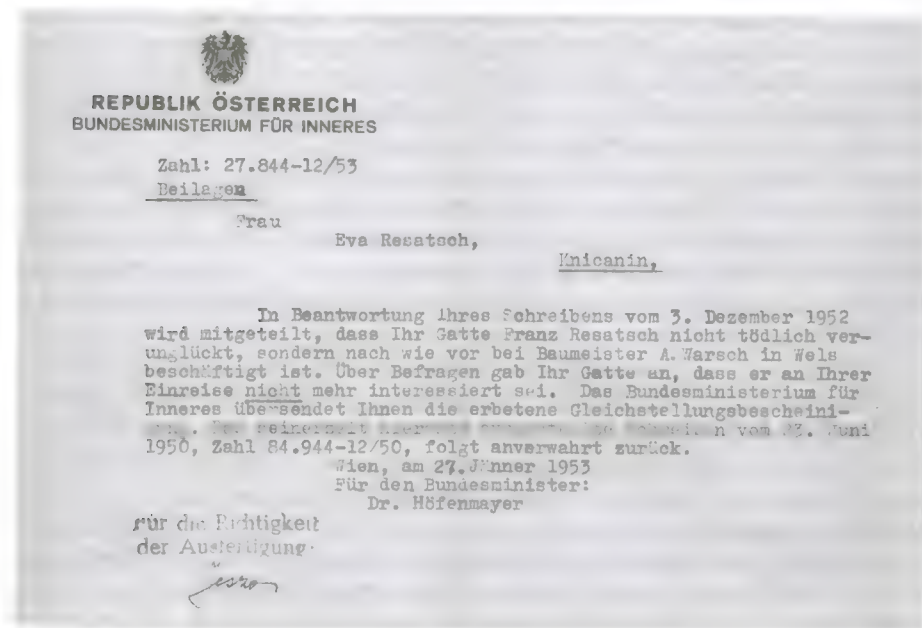 REPUBLIK ÖSTERREICH
BUNDESMINISTERIUM FÜR INNERES
Zahl: 27.844-12/53
Beilagen
Frau
Eva Resatsch,
Knicanin,
In Beantwortung Ihres Schreibens vom 3. Dezember 1952
wird mitgeteilt, dass Ihr Gatte Franz Resatsch nicht tödlich ver-
unglückt, sondern nach wie vor bei Baumeister A.Warsch in Wels
beschäftigt ist. Über Befragen gab Ihr Gatte an, dass er an Ihrer
Einreise nicht mehr interessiert sei. Das Bundesministerium für
Inneres übersendet Ihnen die erbetene Gleichstellungsbescheini-
seinerzeit vom 23. Juni
1950, Zahl 84.944-12/50, folgt anverwahrt zurück.
Wien, am 27.Jänner 1953
Für den Bundesminister:
Dr. Höfenmayer
Für die Richtigkeit
der Ausfertigung: